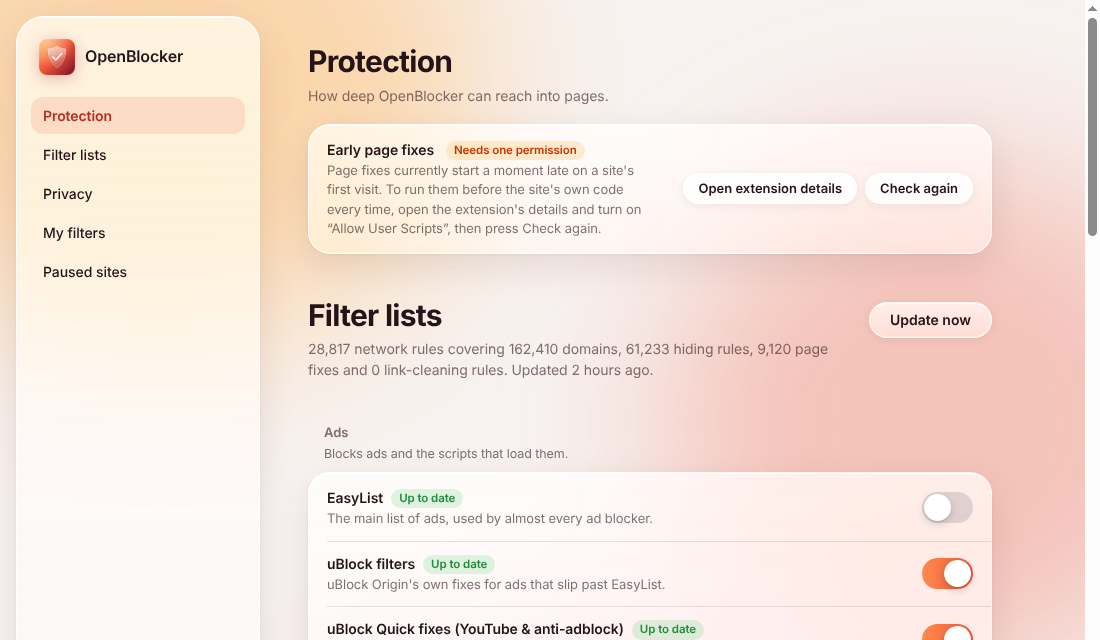 OpenBlocker
Protection
Filter lists
Privacy
My filters
Paused sites
Protection
How deep OpenBlocker can reach into pages.
Early page fixes Needs one permission
Page fixes currently start a moment late on a site's
first visit. To run them before the site's own code
every time, open the extension's details and turn on
“Allow User Scripts”, then press Check again.
Open extension details Check again
Filter lists
Update now
28,817 network rules covering 162,410 domains, 61,233 hiding rules, 9,120 page
fixes and 0 link-cleaning rules. Updated 2 hours ago.
Ads
Blocks ads and the scripts that load them.
EasyList Up to date
The main list of ads, used by almost every ad blocker.
uBlock filters Up to date
uBlock Origin's own fixes for ads that slip past EasyList.
uBlock Quick fixes (YouTube & anti-adblock) Up to date